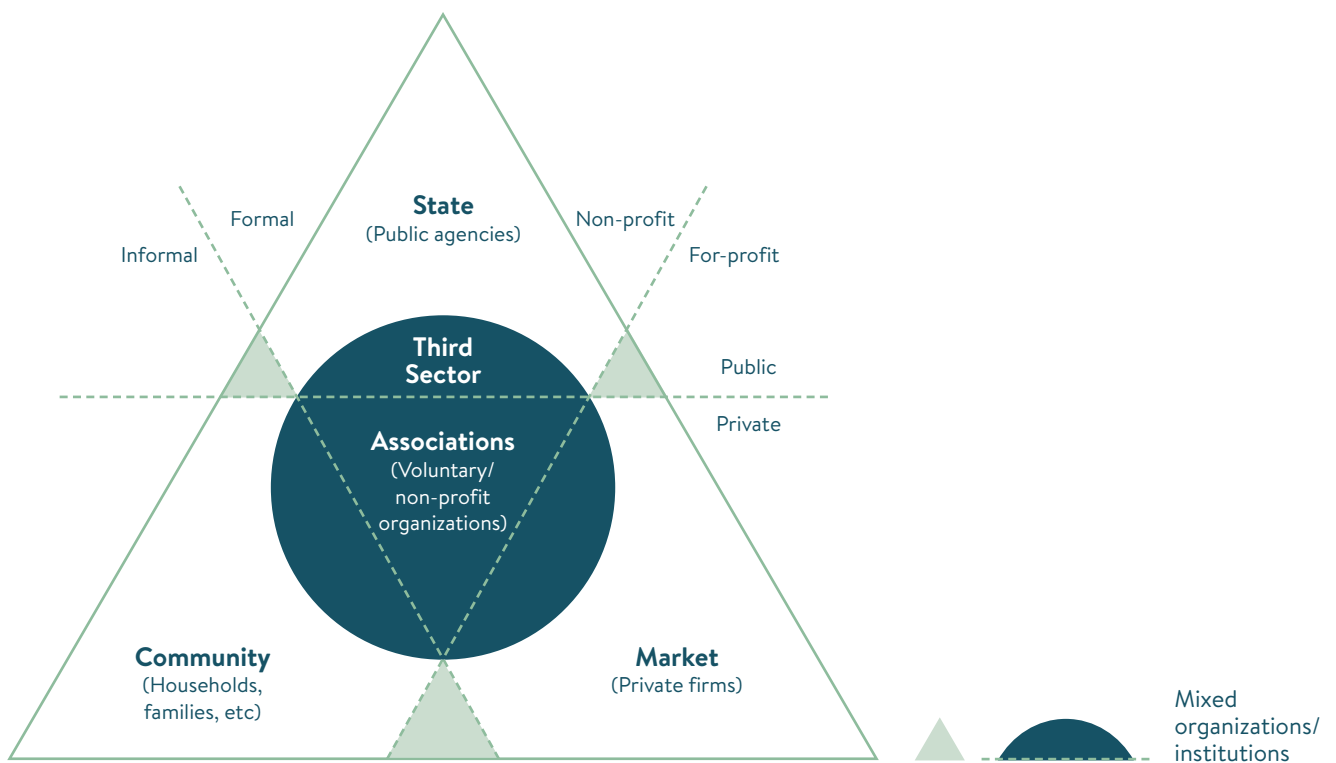 State
(Public agencies)
Formal
Informal
Non-profit
For-profit
Third
Sector
Public
Private
Associations
(Voluntary/
non-profit
organizations)
Community
(Households,
families, etc)
Market
(Private firms)
Mixed
organizations/
institutions